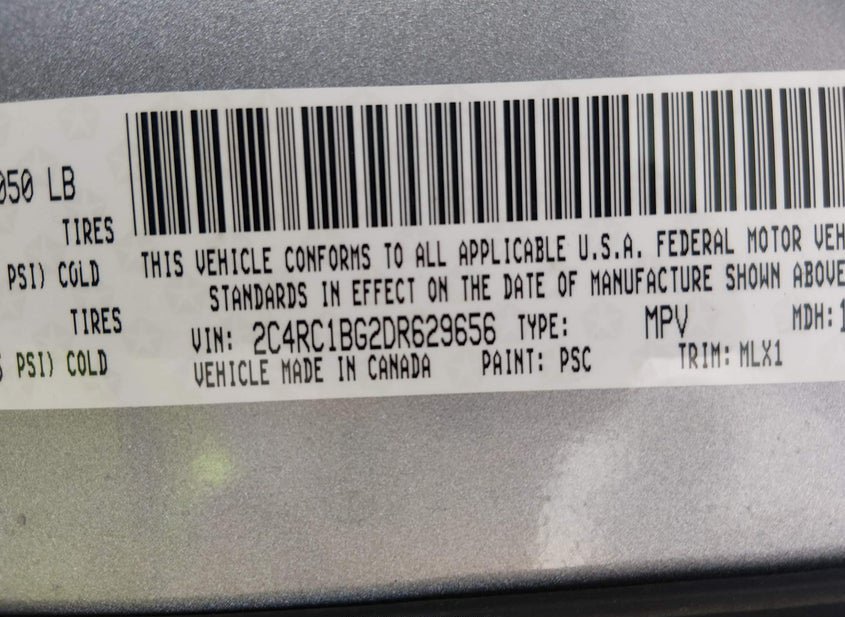 050 LB
TIRES
PSI) COLD
TIRES
PSI) COLD
THIS VEHICLE CONFORMS TO ALL APPLICABLE U.S.A. FEDERAL MOTOR VEH
STANDARDS IN EFFECT ON THE DATE OF MANUFACTURE SHOWN ABOVE
VIN: 2C4RC1BG2DR629656 TYPE: MPV MDH:1
VEHICLE MADE IN CANADA PAINT: PSC TRIM: MLX1